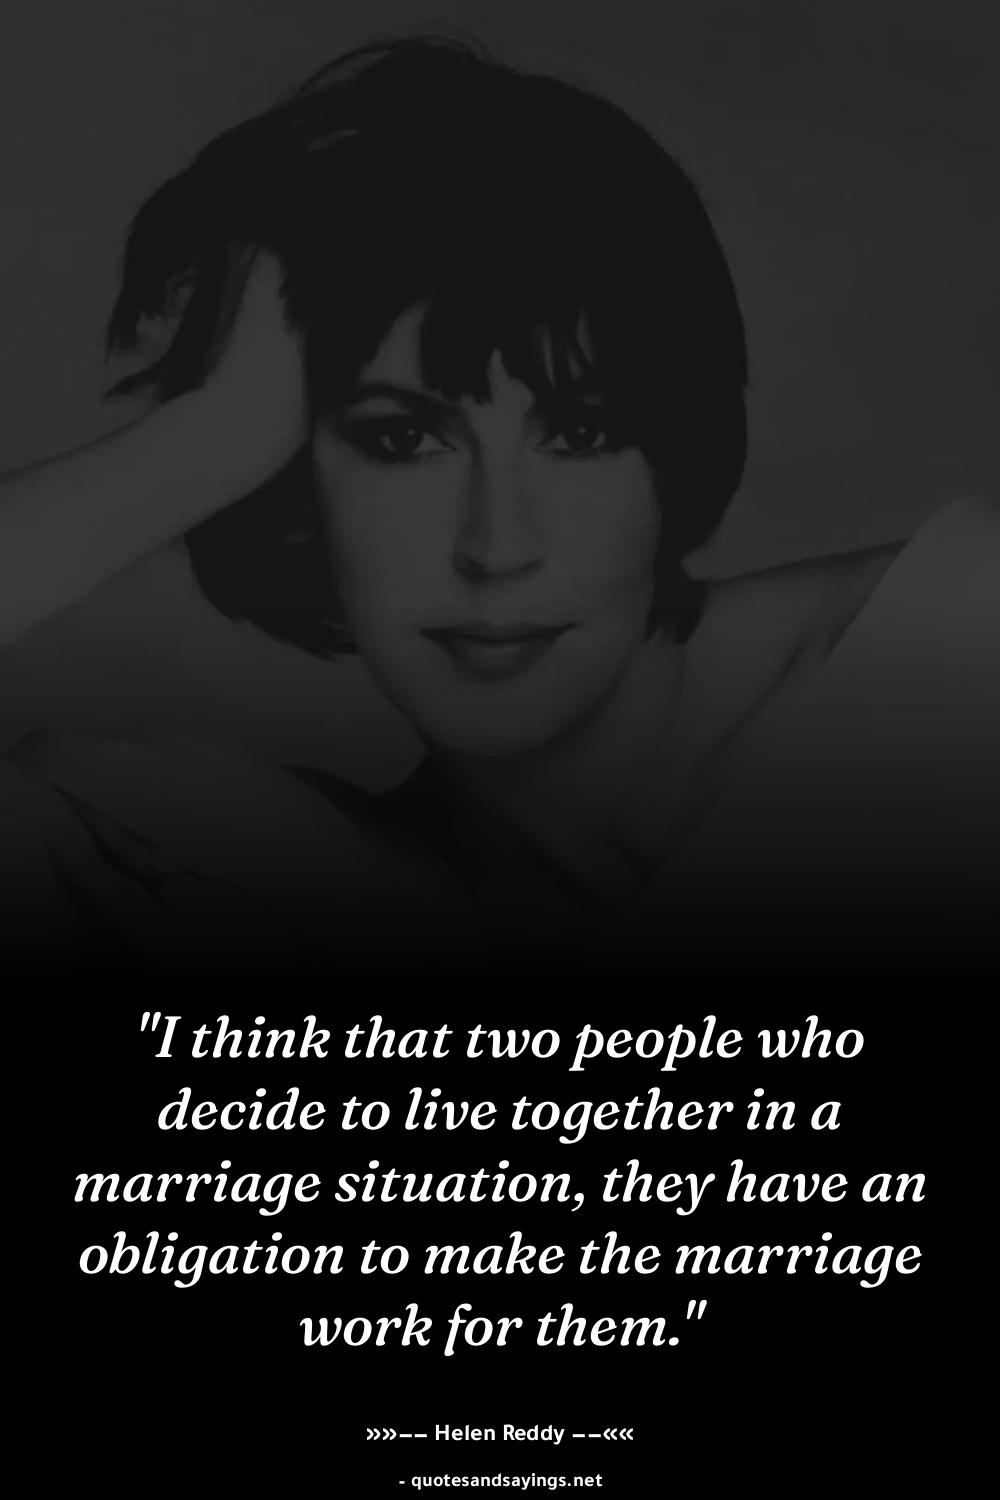 "I think that two people who
decide to live together in a
marriage situation, they have an
obligation to make the marriage
work for them."
»»–– Helen Reddy ––««
- quotesandsayings.net